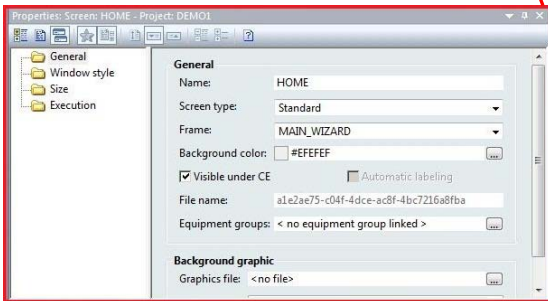 Properties: Screen: HOME - Project: DEMO1
General
Window style
Size
Execution
General
Name: HOME
Screen type: Standard
Frame: MAIN_WIZARD
Background color: #EFEFEF ...
Visible under CE Automatic labeling
File name: a1e2ae75-c04f-4dce-ac8f-4bc7216a8fba
Equipment groups: < no equipment group linked > ...
Background graphic
Graphics file: <no file> ...